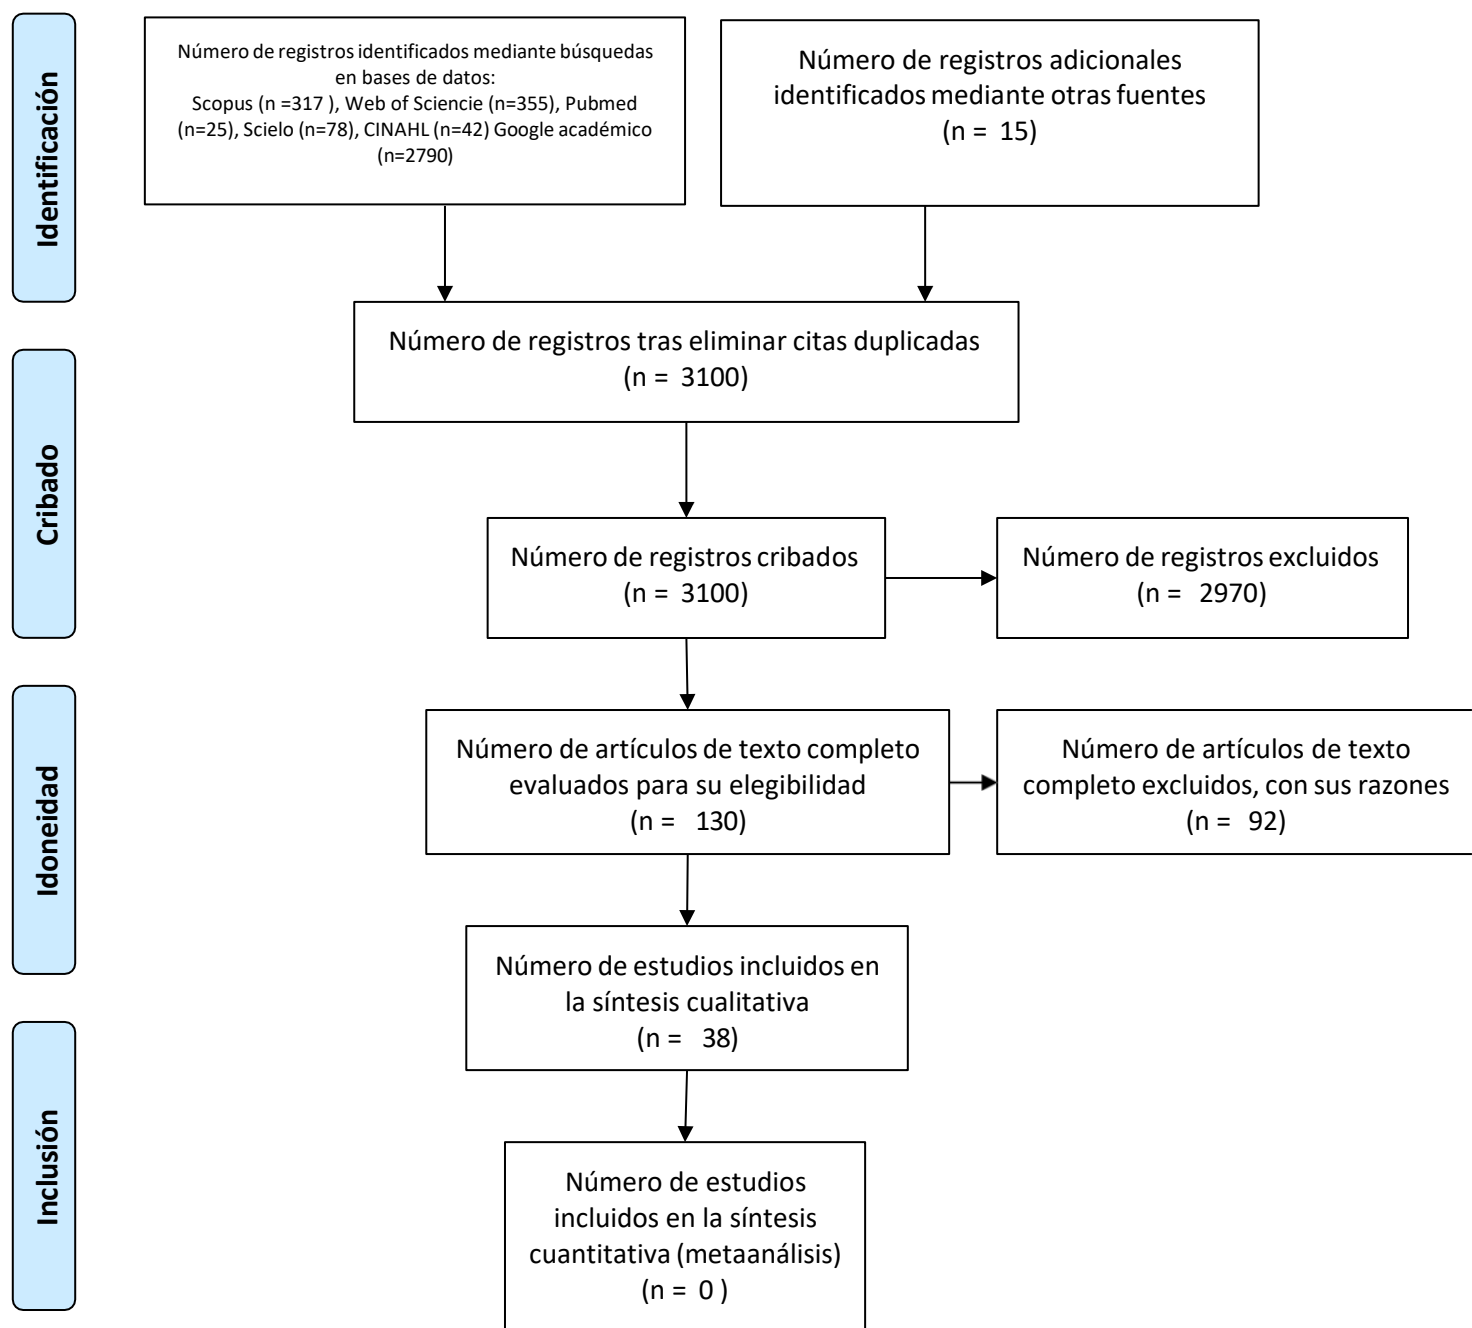 Identificación
Número de registros identificados mediante búsquedas
en bases de datos:
Scopus (n =317 ), Web of Sciencie (n=355), Pubmed
(n=25), Scielo (n=78), CINAHL (n=42) Google académico
(n=2790)
Número de registros adicionales
identificados mediante otras fuentes
(n = 15)
Número de registros tras eliminar citas duplicadas
(n = 3100)
Cribado
Número de registros cribados
(n = 3100)
Número de registros excluidos
(n = 2970)
Idoneidad
Número de artículos de texto completo
evaluados para su elegibilidad
(n = 130)
Número de artículos de texto
completo excluidos, con sus razones
(n = 92)
Número de estudios incluidos en
la síntesis cualitativa
(n = 38)
Inclusión
Número de estudios
incluidos en la síntesis
cuantitativa (metaanálisis)
(n = 0 )